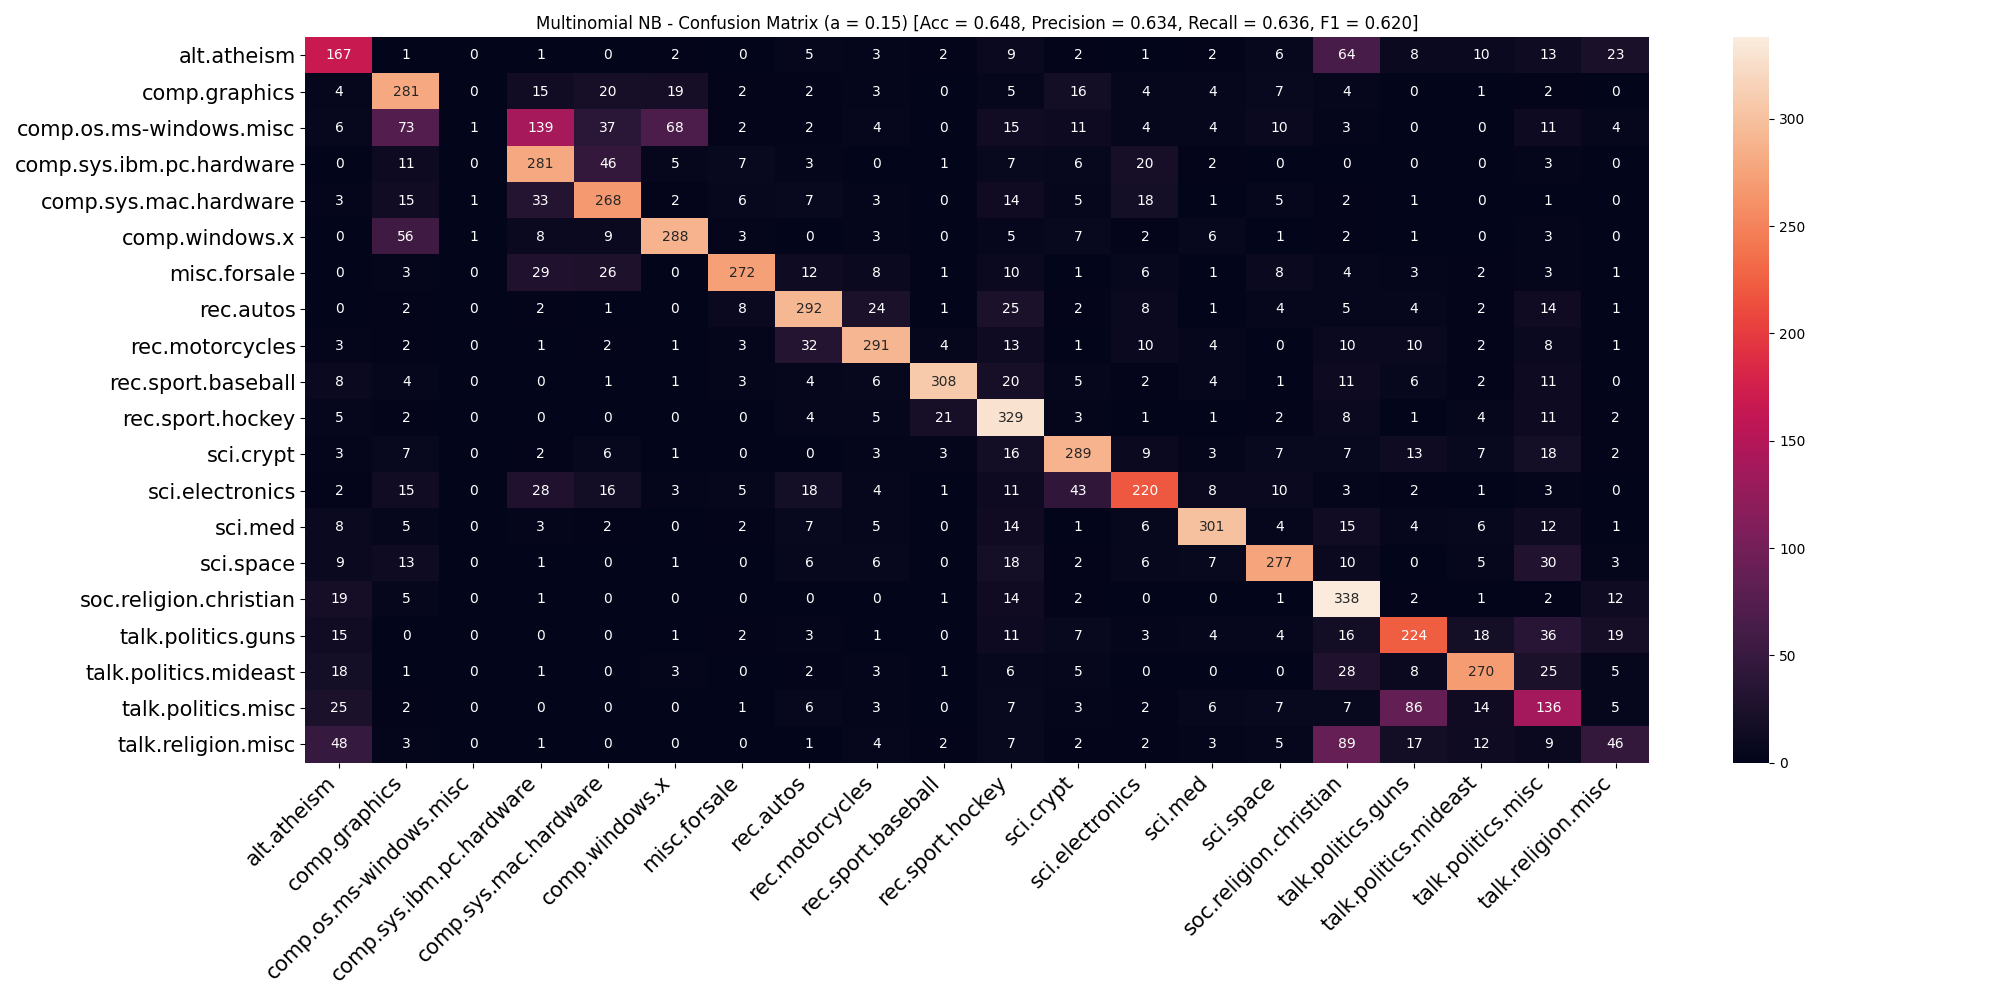 Multinomial NB - Confusion Matrix (a = 0.15) [Acc = 0.648, Precision = 0.634, Recall = 0.636, F1 = 0.620]
alt.atheism 167 1 0 1 0 2 0 5 3 2 9 2 1 2 6 64 8 10 13 23
comp.graphics 4 281 0 15 20 19 2 2 3 0 5 16 4 4 7 4 0 1 2 0
comp.os.ms-windows.misc 6 73 1 139 37 68 2 2 4 0 15 11 4 4 10 3 0 0 11 4
comp.sys.ibm.pc.hardware 0 11 0 281 46 5 7 3 0 1 7 6 20 2 0 0 0 0 3 0
comp.sys.mac.hardware 3 15 1 33 268 2 6 7 3 0 14 5 18 1 5 2 1 0 1 0
comp.windows.x 0 56 1 8 9 288 3 0 3 0 5 7 2 6 1 2 1 0 3 0
misc.forsale 0 3 0 29 26 0 272 12 8 1 10 1 6 1 8 4 3 2 3 1
rec.autos 0 2 0 2 1 0 8 292 24 1 25 2 8 1 4 5 4 2 14 1
rec.motorcycles 3 2 0 1 2 1 3 32 291 4 13 1 10 4 0 10 10 2 8 1
rec.sport.baseball 8 4 0 0 1 1 3 4 6 308 20 5 2 4 1 11 6 2 11 0
rec.sport.hockey 5 2 0 0 0 0 0 4 5 21 329 3 1 1 2 8 1 4 11 2
sci.crypt 3 7 0 2 6 1 0 0 3 3 16 289 9 3 7 7 13 7 18 2
sci.electronics 2 15 0 28 16 3 5 18 4 1 11 43 220 8 10 3 2 1 3 0
sci.med 8 5 0 3 2 0 2 7 5 0 14 1 6 301 4 15 4 6 12 1
sci.space 9 13 0 1 0 1 0 6 6 0 18 2 6 7 277 10 0 5 30 3
soc.religion.christian 19 5 0 1 0 0 0 0 0 1 14 2 0 0 1 338 2 1 2 12
talk.politics.guns 15 0 0 0 0 1 2 3 1 0 11 7 3 4 4 16 224 18 36 19
talk.politics.mideast 18 1 0 1 0 3 0 2 3 1 6 5 0 0 0 28 8 270 25 5
talk.politics.misc 25 2 0 0 0 0 1 6 3 0 7 3 2 6 7 7 86 14 136 5
talk.religion.misc 48 3 0 1 0 0 0 1 4 2 7 2 2 3 5 89 17 12 9 46
alt.atheism
comp.graphics
comp.os.ms-windows.misc
comp.sys.ibm.pc.hardware
comp.sys.mac.hardware
comp.windows.x
misc.forsale
rec.autos
rec.motorcycles
rec.sport.baseball
rec.sport.hockey
sci.crypt
sci.electronics
sci.med
sci.space
soc.religion.christian
talk.politics.guns
talk.politics.mideast
talk.politics.misc
talk.religion.misc
300
250
200
150
100
50
0